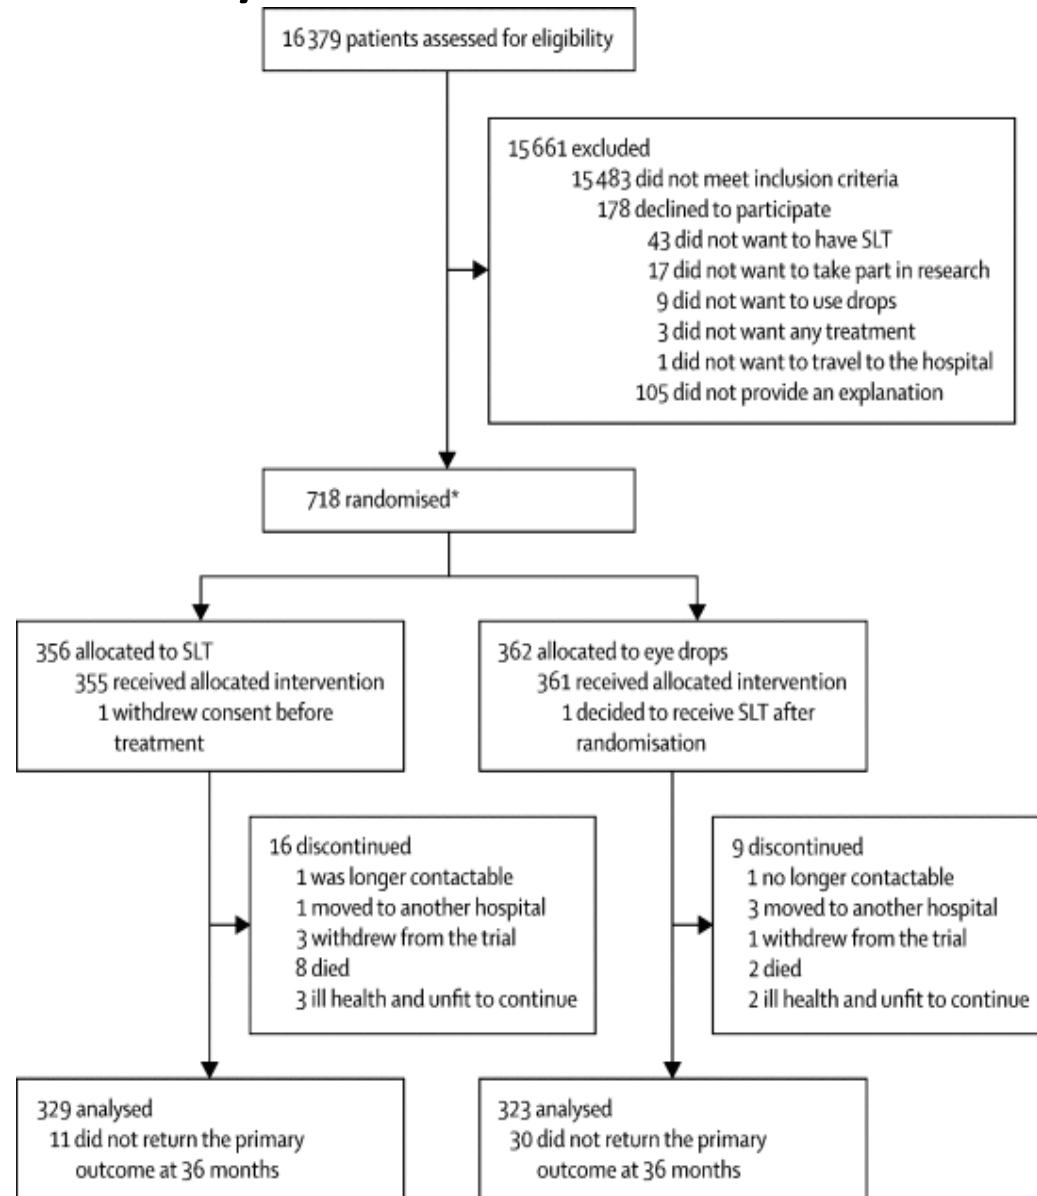 16 379 patients assessed for eligibility
15 661 excluded
15 483 did not meet inclusion criteria
178 declined to participate
43 did not want to have SLT
17 did not want to take part in research
9 did not want to use drops
3 did not want any treatment
1 did not want to travel to the hospital
105 did not provide an explanation
718 randomised*
356 allocated to SLT
355 received allocated intervention
1 withdrew consent before
treatment
362 allocated to eye drops
361 received allocated intervention
1 decided to receive SLT after
randomisation
16 discontinued
1 was longer contactable
1 moved to another hospital
3 withdrew from the trial
8 died
3 ill health and unfit to continue
9 discontinued
1 no longer contactable
3 moved to another hospital
1 withdrew from the trial
2 died
2 ill health and unfit to continue
329 analysed
11 did not return the primary
outcome at 36 months
323 analysed
30 did not return the primary
outcome at 36 months